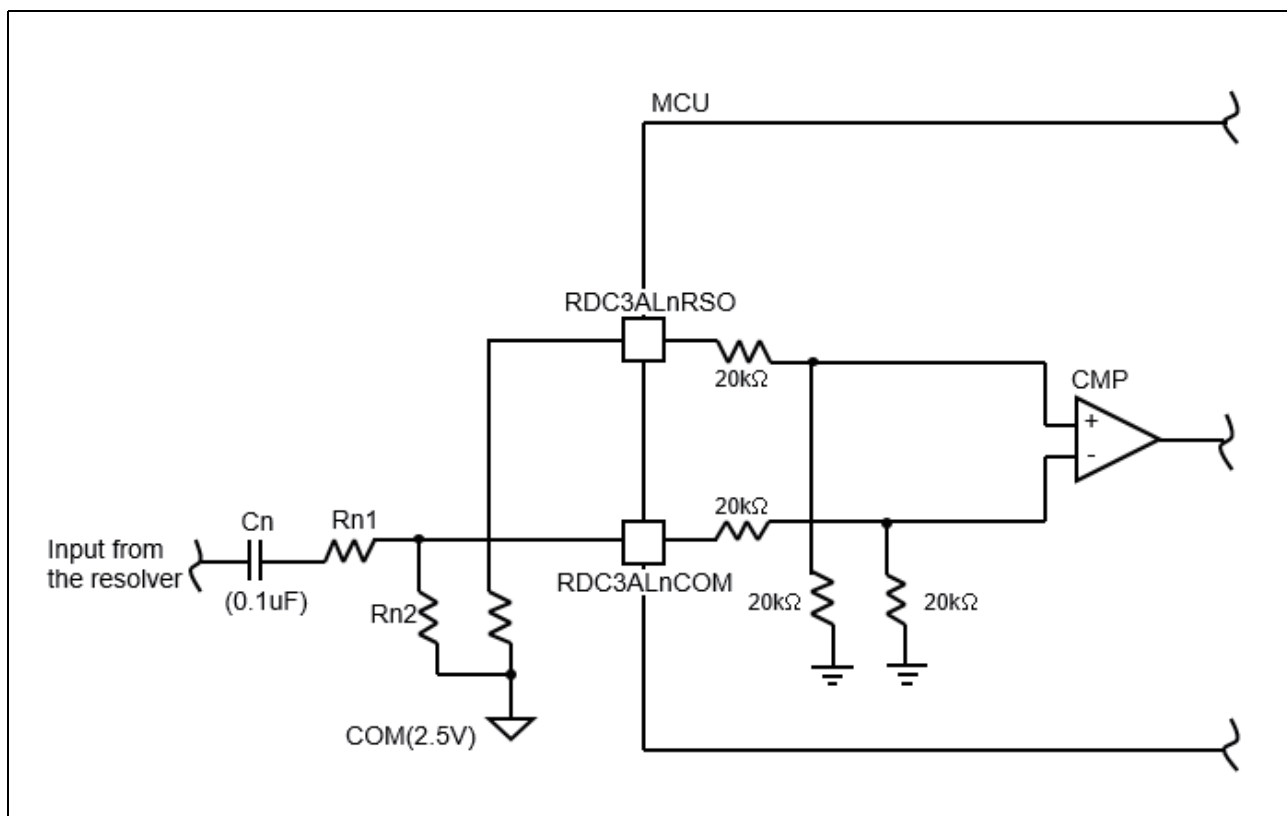 MCU
RDC3ALnRSO
20kΩ
CMP
+
-
20kΩ
Cn
Rn1
Input from
the resolver
(0.1uF)
RDC3ALnCOM
Rn2
20kΩ
20kΩ
COM(2.5V)